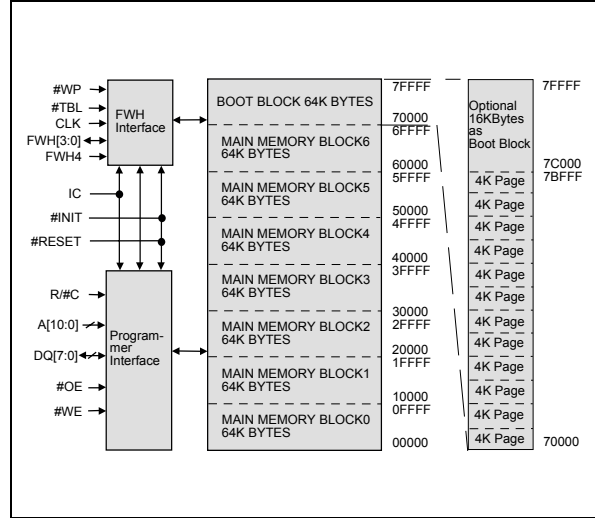 #WP
#TBL
CLK
FWH[3:0]
FWH4
IC
#INIT
#RESET
R/#C
A[10:0]
DQ[7:0]
#OE
#WE
FWH
Interface
Program-
mer
Interface
BOOT BLOCK 64K BYTES
MAIN MEMORY BLOCK6
64K BYTES
MAIN MEMORY BLOCK5
64K BYTES
MAIN MEMORY BLOCK4
64K BYTES
MAIN MEMORY BLOCK3
64K BYTES
MAIN MEMORY BLOCK2
64K BYTES
MAIN MEMORY BLOCK1
64K BYTES
MAIN MEMORY BLOCK0
64K BYTES
7FFFF
70000
6FFFF
60000
5FFFF
50000
4FFFF
40000
3FFFF
30000
2FFFF
20000
1FFFF
10000
0FFFF
00000
Optional
16KBytes
as
Boot Block
4K Page
4K Page
4K Page
4K Page
4K Page
4K Page
4K Page
4K Page
4K Page
4K Page
4K Page
4K Page
7FFFF
7C000
7BFFF
70000